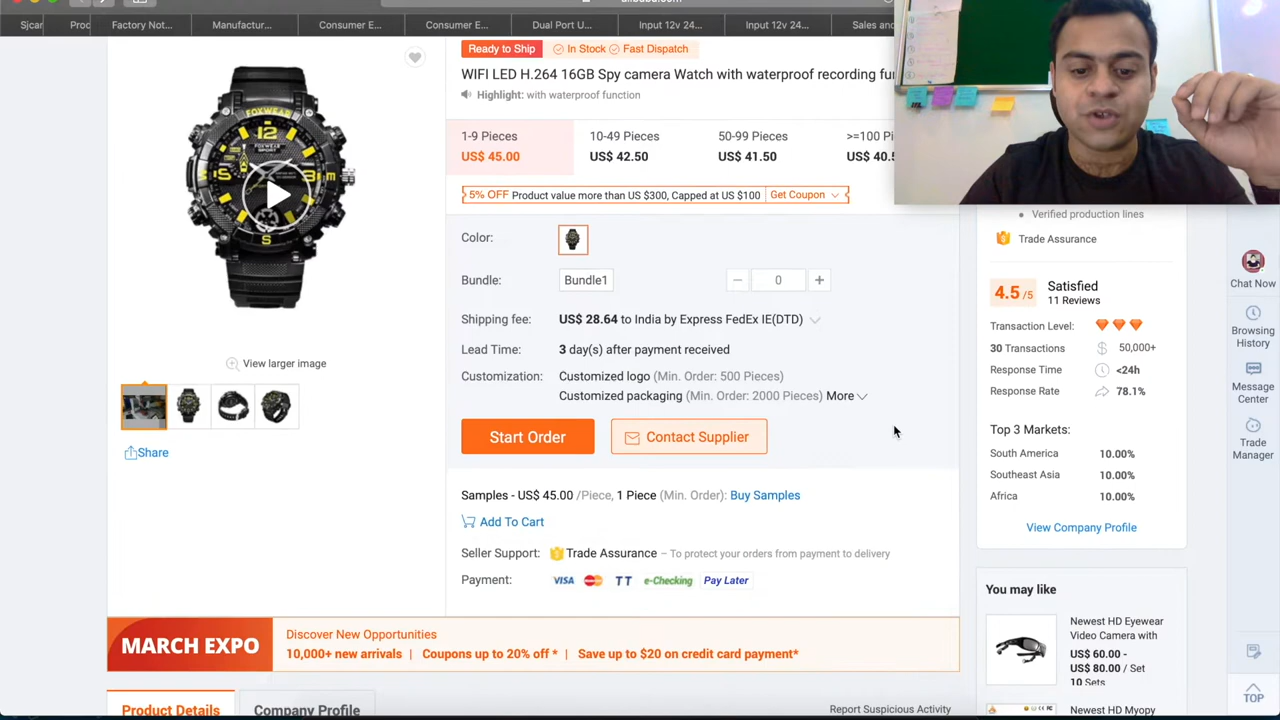 Sjcar
Proc
Factory Not...
Manufactur...
Consumer E...
Consumer E...
Dual Port U...
Input 12v 24...
Input 12v 24...
Sales and
Ready to Ship
In Stock
Fast Dispatch
WIFI LED H.264 16GB Spy camera Watch with waterproof recording fu
Highlight: with waterproof function
1-9 Pieces
10-49 Pieces
50-99 Pieces
>=100 Pi
US$ 45.00
US$ 42.50
US$ 41.50
US$ 40.5
5% OFF Product value more than US $300, Capped at US $100
Get Coupon
FOXWEAR
12
FOXWEAR
SPORT
Color:
Bundle:
Bundle1
0
Shipping fee:
US$ 28.64 to India by Express FedEx IE(DTD)
Lead Time:
3 day(s) after payment received
Customization:
Customized logo (Min. Order: 500 Pieces)
Customized packaging (Min. Order: 2000 Pieces) More
Start Order
Contact Supplier
View larger image
Share
Samples - US$ 45.00 /Piece, 1 Piece (Min. Order): Buy Samples
Add To Cart
Seller Support:
Trade Assurance – To protect your orders from payment to delivery
Payment:
VISA
TT
e-Checking
Pay Later
MARCH EXPO
Discover New Opportunities
10,000+ new arrivals | Coupons up to 20% off * | Save up to $20 on credit card payment*
Product Details
Company Profile
Report Suspicious Activity
Verified production lines
Trade Assurance
4.5 /5
Satisfied
11 Reviews
Transaction Level:
30 Transactions
50,000+
Response Time
<24h
Response Rate
78.1%
Top 3 Markets:
South America
10.00%
Southeast Asia
10.00%
Africa
10.00%
View Company Profile
You may like
Newest HD Eyewear
Video Camera with
US$ 60.00 -
US$ 80.00 / Set
10 Sets
Newest HD Myopy
Chat Now
Browsing
History
Message
Center
Trade
Manager
TOP